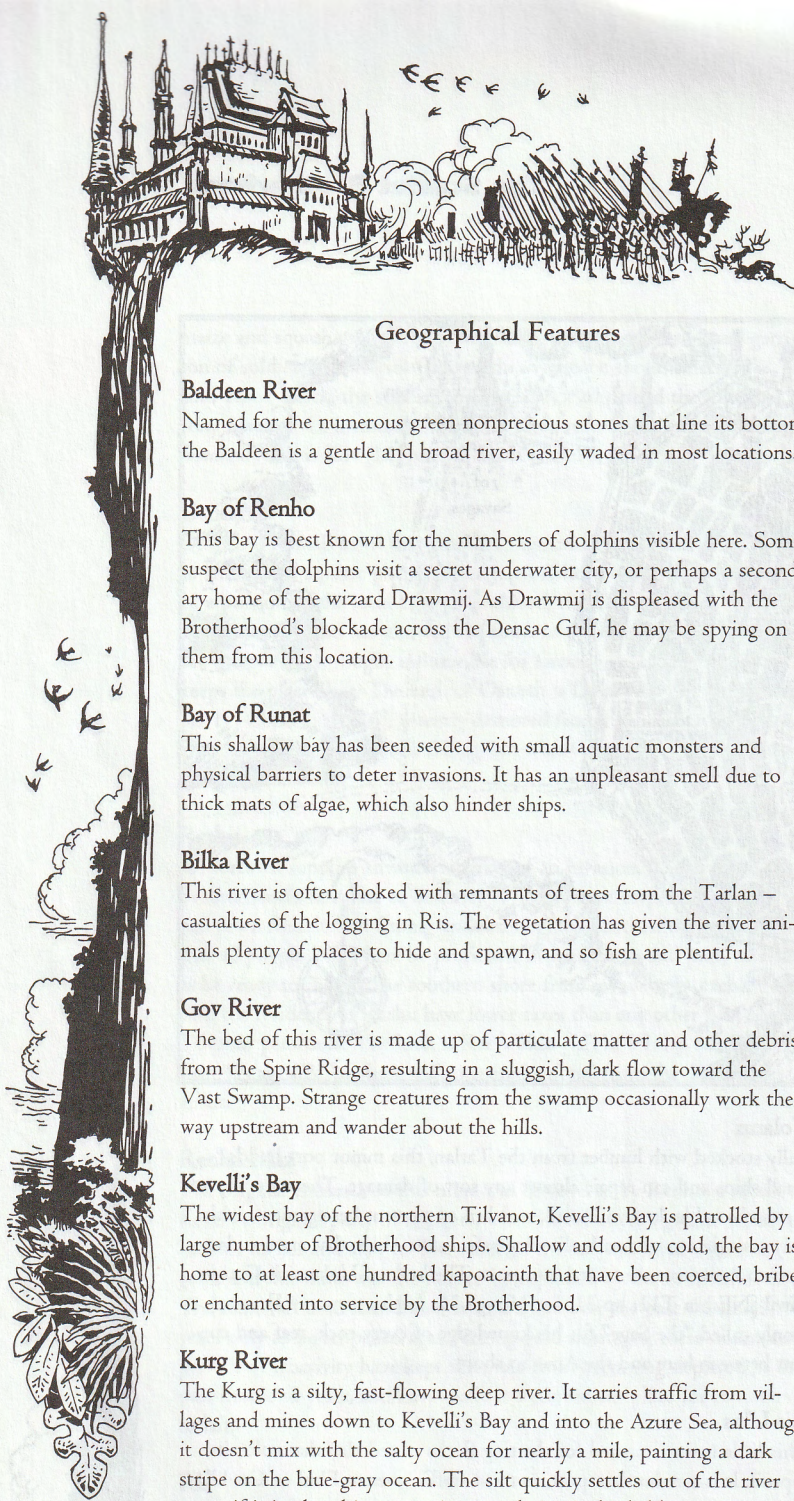 Geographical Features
Baldeen River
Named for the numerous green nonprecious stones that line its bottom
the Baldeen is a gentle and broad river, easily waded in most locations.
Bay of Renho
This bay is best known for the numbers of dolphins visible here. Som
suspect the dolphins visit a secret underwater city, or perhaps a second
ary home of the wizard Drawmij. As Drawmij is displeased with the
Brotherhood's blockade across the Densac Gulf, he may be spying on
them from this location.
Bay of Runat
This shallow bay has been seeded with small aquatic monsters and
physical barriers to deter invasions. It has an unpleasant smell due to
thick mats of algae, which also hinder ships.
Bilka River
This river is often choked with remnants of trees from the Tarlan –
casualties of the logging in Ris. The vegetation has given the river ani-
mals plenty of places to hide and spawn, and so fish are plentiful.
Gov River
The bed of this river is made up of particulate matter and other debris
from the Spine Ridge, resulting in a sluggish, dark flow toward the
Vast Swamp. Strange creatures from the swamp occasionally work the
way upstream and wander about the hills.
Kevelli's Bay
The widest bay of the northern Tilvanot, Kevelli's Bay is patrolled by
large number of Brotherhood ships. Shallow and oddly cold, the bay is
home to at least one hundred kapoacinth that have been coerced, bribe
or enchanted into service by the Brotherhood.
Kurg River
The Kurg is a silty, fast-flowing deep river. It carries traffic from vil-
lages and mines down to Kevelli's Bay and into the Azure Sea, althoug
it doesn't mix with the salty ocean for nearly a mile, painting a dark
stripe on the blue-gray ocean. The silt quickly settles out of the river